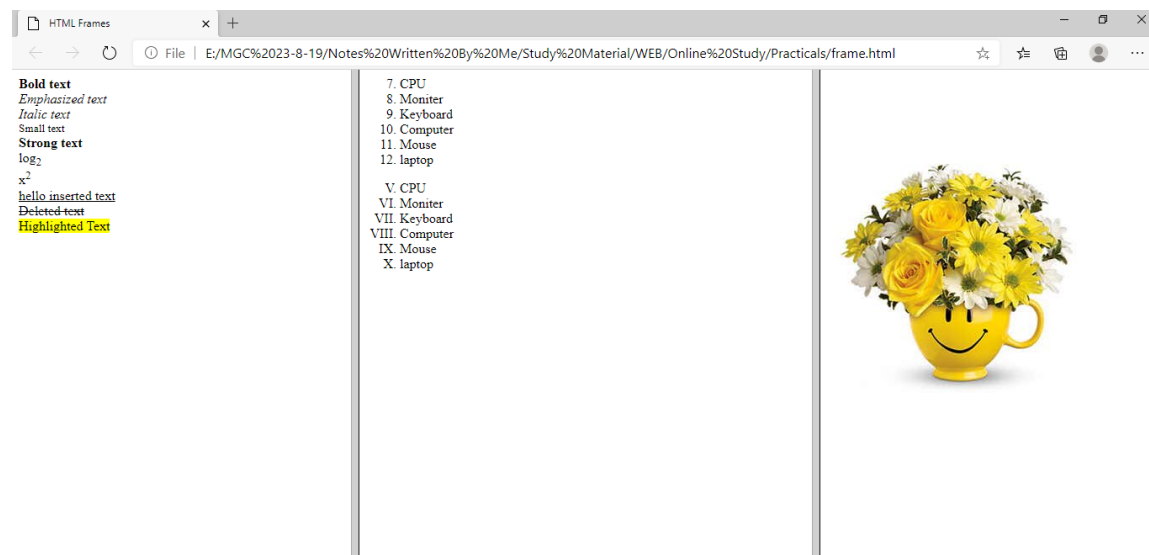 HTML Frames
File | E:/MGC%2023-8-19/Notes%20Written%20By%20Me/Study%20Material/WEB/Online%20Study/Practicals/frame.html
Bold text
Emphasized text
Italic text
Small text
Strong text
log2
x2
hello inserted text
Deleted text
Highlighted Text
7. CPU
8. Moniter
9. Keyboard
10. Computer
11. Mouse
12. laptop
V. CPU
VI. Moniter
VII. Keyboard
VIII. Computer
IX. Mouse
X. laptop